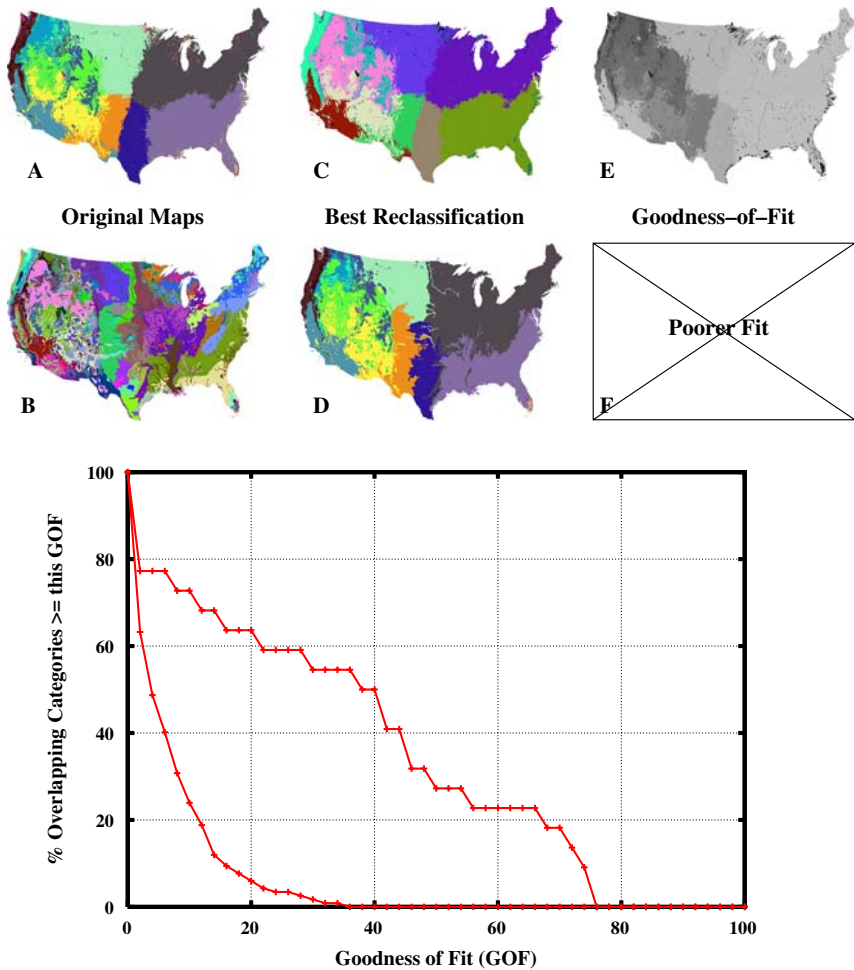 A
C
E
Original Maps
Best Reclassification
Goodness–of–Fit
B
D
F
Poorer Fit
% Overlapping Categories >= this GOF
100
80
60
40
20
0
0 20 40 60 80 100
Goodness of Fit (GOF)